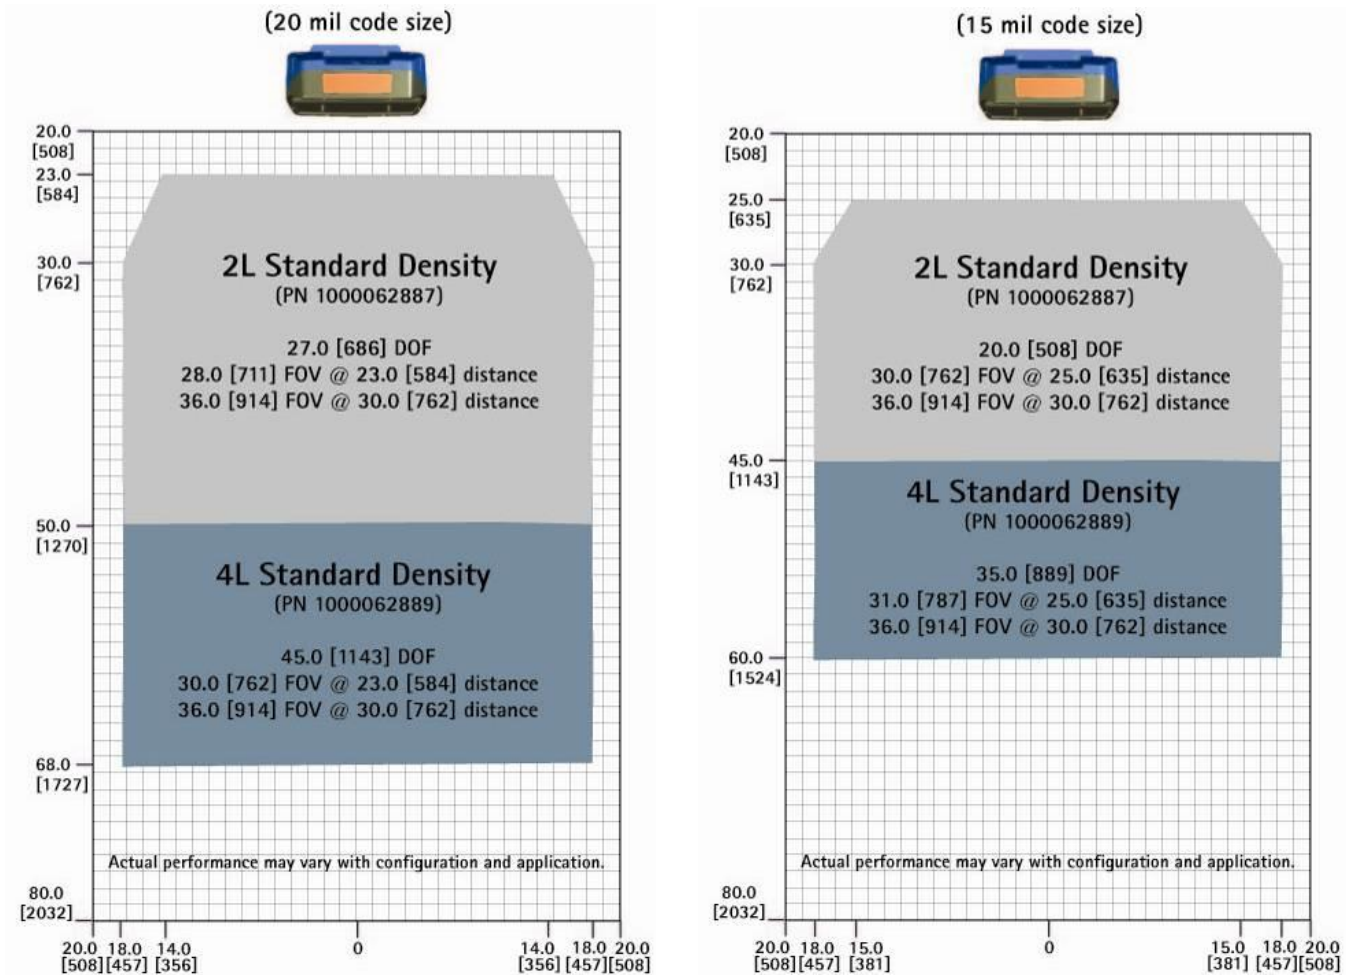 (20 mil code size)
20.0
[508]
23.0
[584]
30.0
[762]
50.0
[1270]
68.0
[1727]
80.0
[2032]
2L Standard Density
(PN 1000062887)
27.0 [686] DOF
28.0 [711] FOV @ 23.0 [584] distance
36.0 [914] FOV @ 30.0 [762] distance
4L Standard Density
(PN 1000062889)
45.0 [1143] DOF
30.0 [762] FOV @ 23.0 [584] distance
36.0 [914] FOV @ 30.0 [762] distance
Actual performance may vary with configuration and application.
20.0 18.0 14.0 0 14.0 18.0 20.0
[508][457] [356] [356] [457][508]
(15 mil code size)
20.0
[508]
25.0
[635]
30.0
[762]
45.0
[1143]
60.0
[1524]
80.0
[2032]
2L Standard Density
(PN 1000062887)
20.0 [508] DOF
30.0 [762] FOV @ 25.0 [635] distance
36.0 [914] FOV @ 30.0 [762] distance
4L Standard Density
(PN 1000062889)
35.0 [889] DOF
31.0 [787] FOV @ 25.0 [635] distance
36.0 [914] FOV @ 30.0 [762] distance
Actual performance may vary with configuration and application.
20.0 18.0 15.0 0 15.0 18.0 20.0
[508][457] [381] [381] [457][508]